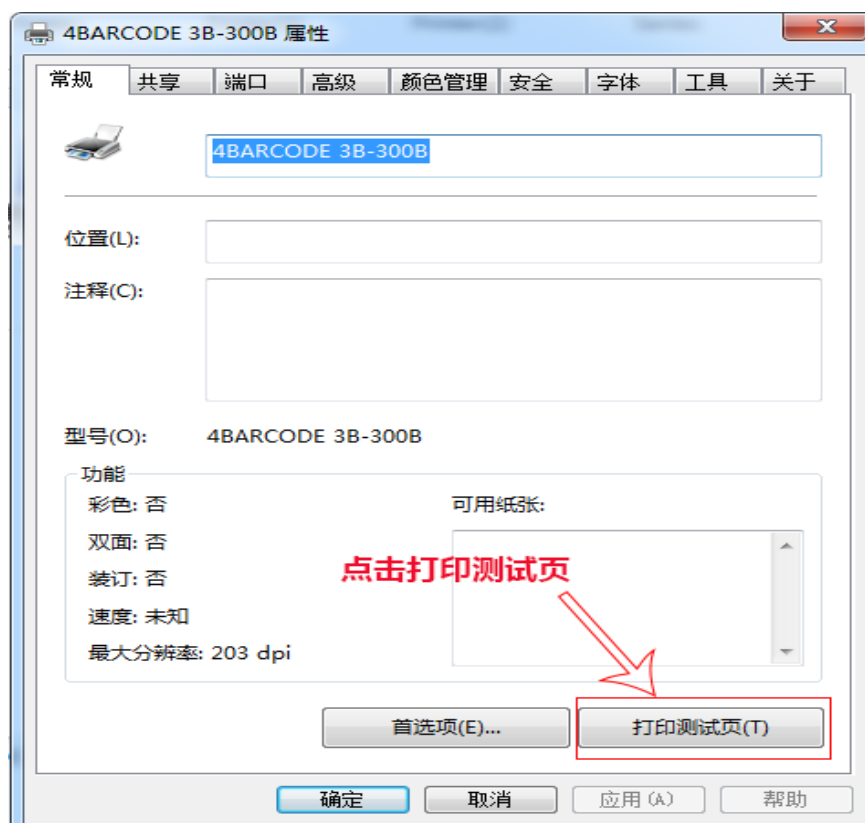 4BARCODE 3B-300B 属性
常规 共享 端口 高级 颜色管理 安全 字体 工具 关于
4BARCODE 3B-300B
位置(L):
注释(C):
型号(O): 4BARCODE 3B-300B
功能
彩色: 否 可用纸张:
双面: 否
点击打印测试页
装订: 否
速度: 未知
最大分辨率: 203 dpi
首选项(E)... 打印测试页(T)
确定 取消 应用(A) 帮助